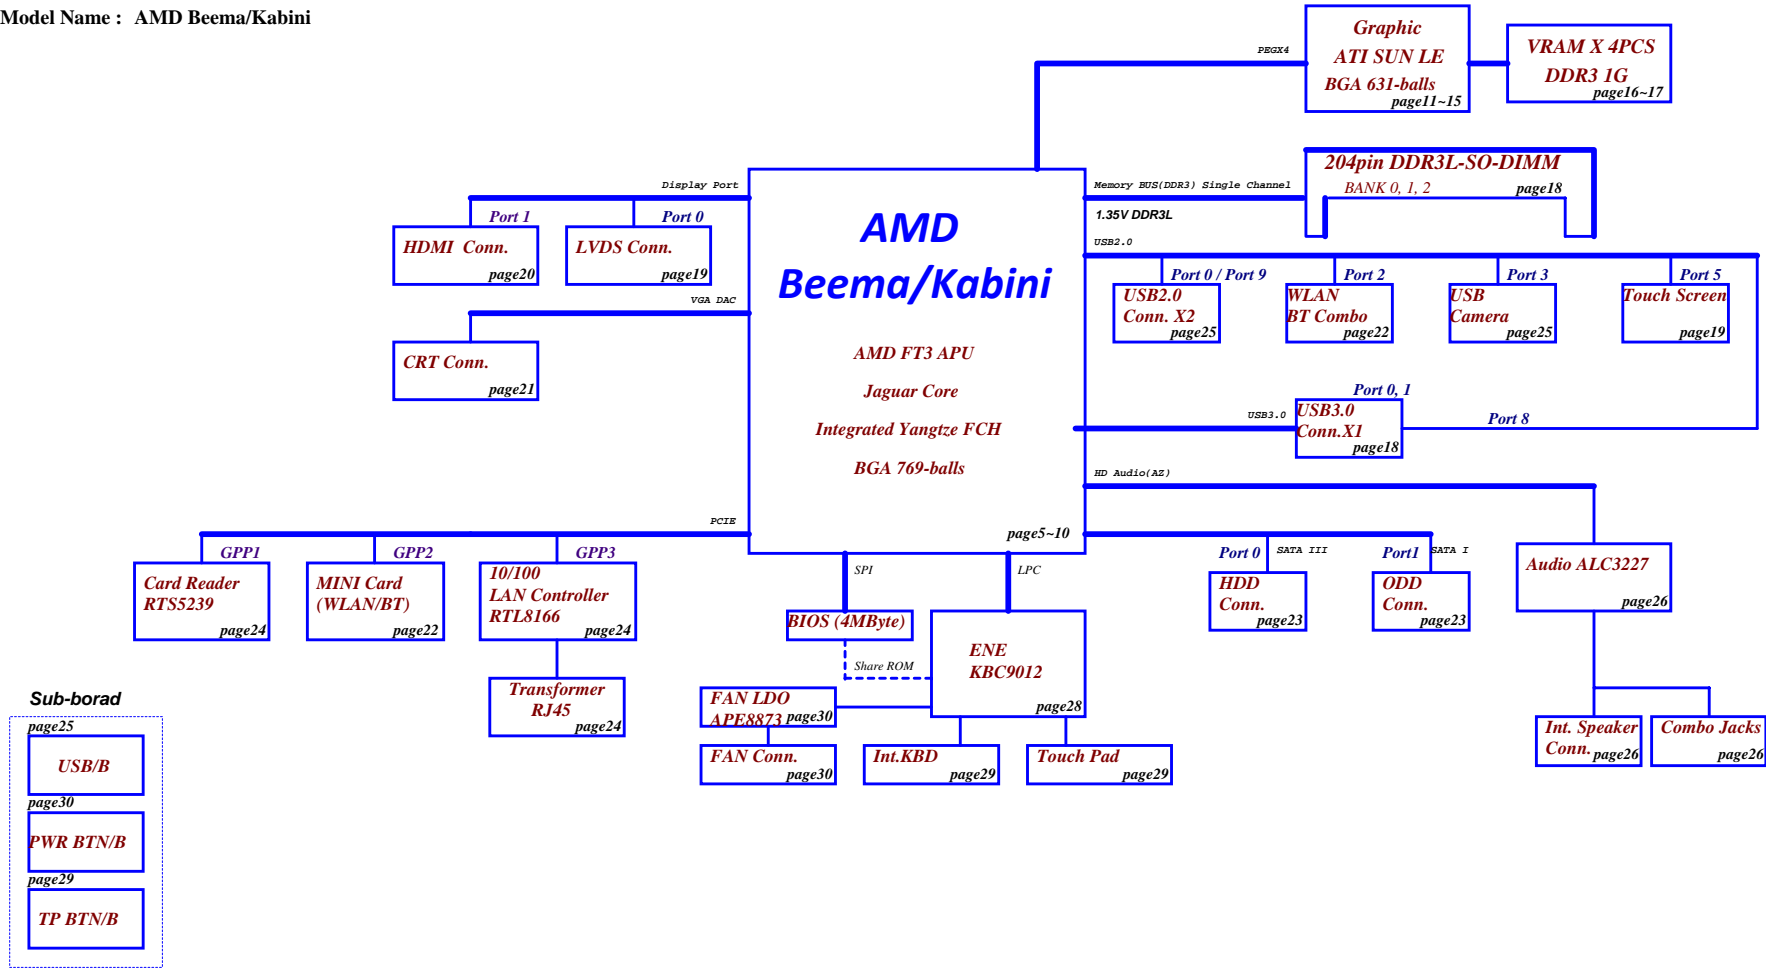 Model Name : AMD Beema/Kabini
PEGX4
Graphic
ATI SUN LE
BGA 631-balls
page11~15
VRAM X 4PCS
DDR3 1G
page16~17
Display Port
Port 1
HDMI Conn.
page20
Port 0
LVDS Conn.
page19
VGA DAC
CRT Conn.
page21
AMD
Beema/Kabini
AMD FT3 APU
Jaguar Core
Integrated Yangtze FCH
BGA 769-balls
page5~10
Memory BUS(DDR3) Single Channel
1.35V DDR3L
204pin DDR3L-SO-DIMM
BANK 0, 1, 2
page18
USB2.0
Port 0 / Port 9
USB2.0
Conn. X2
page25
Port 2
WLAN
BT Combo
page22
Port 3
USB
Camera
page25
Port 5
Touch Screen
page19
USB3.0
Port 0, 1
USB3.0
Conn.X1
page18
Port 8
HD Audio(AZ)
Audio ALC3227
page26
Int. Speaker
Conn.
page26
Combo Jacks
page26
Port 0
SATA III
HDD
Conn.
page23
Port1
SATA I
ODD
Conn.
page23
PCIE
GPP1
Card Reader
RTS5239
page24
GPP2
MINI Card
(WLAN/BT)
page22
GPP3
10/100
LAN Controller
RTL8166
page24
Transformer
RJ45
page24
SPI
BIOS (4MByte)
Share ROM
LPC
ENE
KBC9012
page28
FAN LDO
APE8873
page30
FAN Conn.
page30
Int.KBD
page29
Touch Pad
page29
Sub-borad
page25
USB/B
page30
PWR BTN/B
page29
TP BTN/B